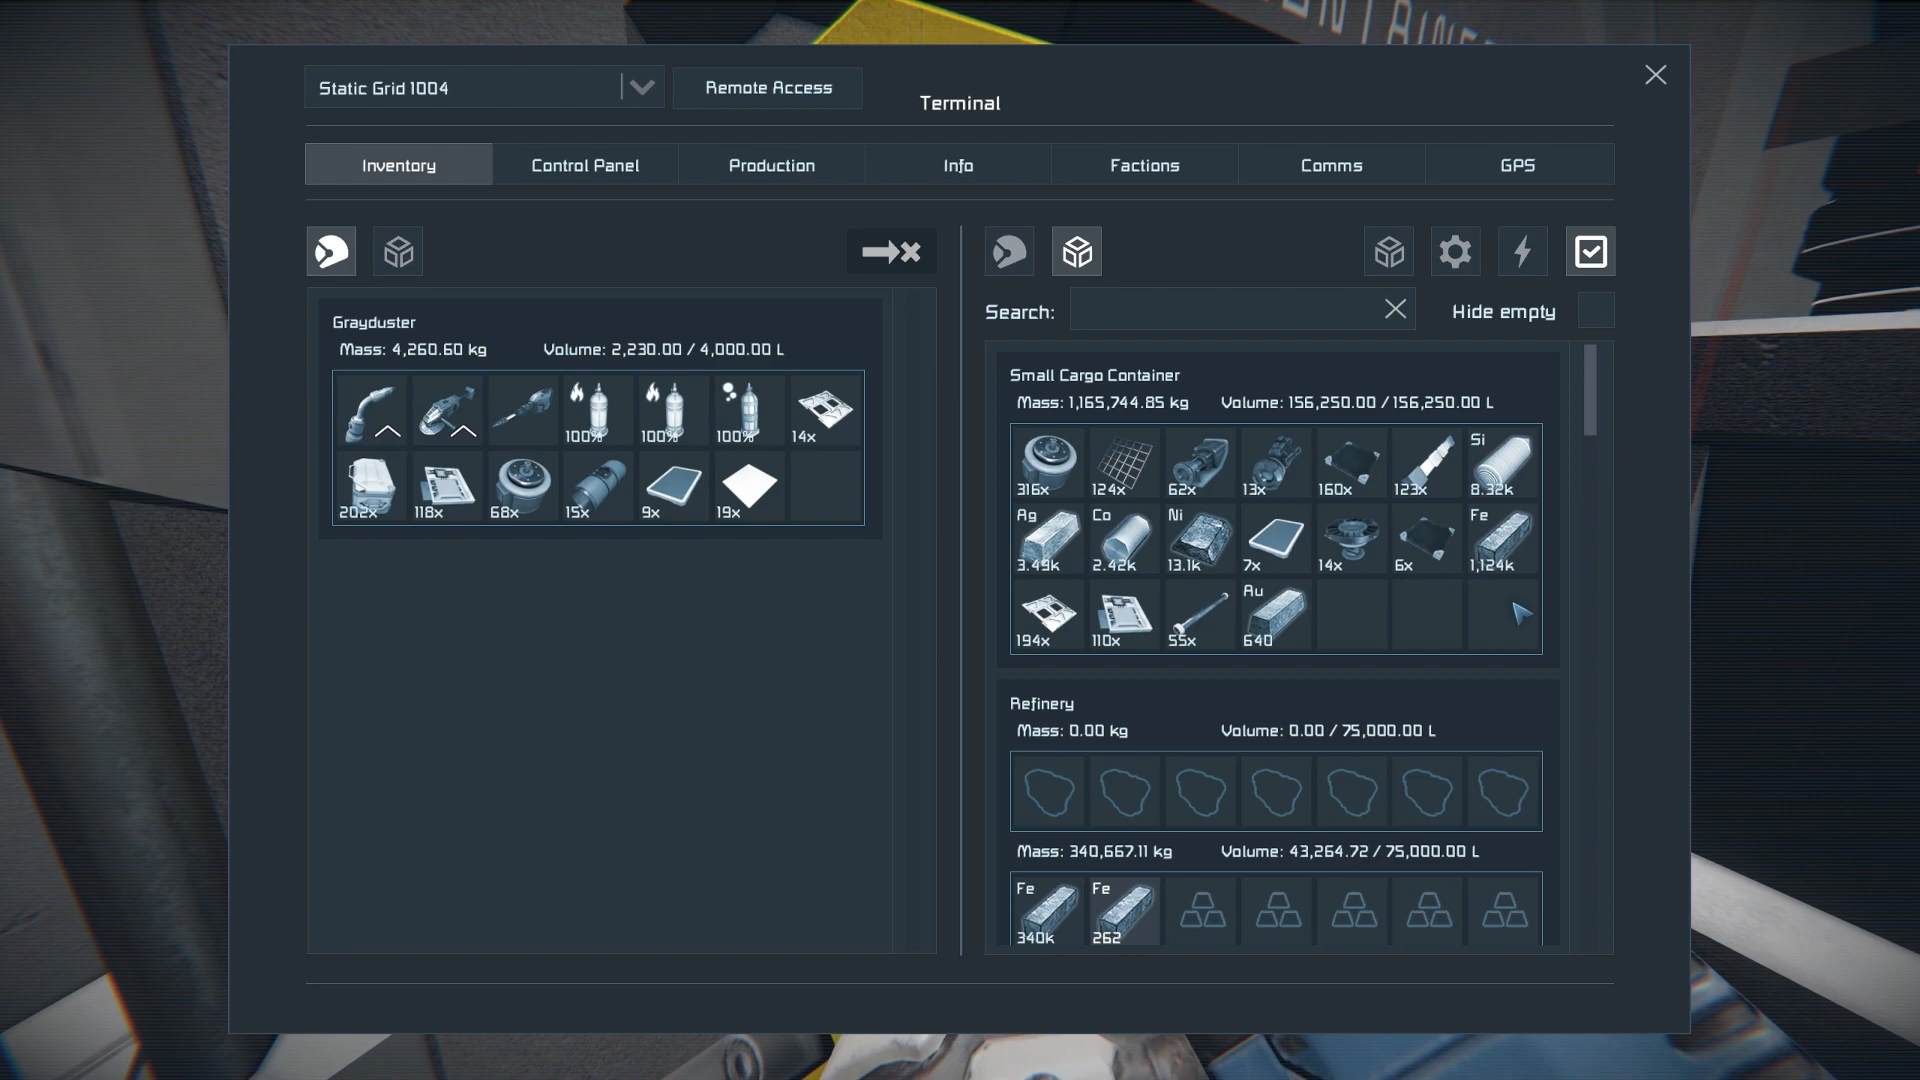 Static Grid 1004
Remote Access
Terminal
Inventory
Control Panel
Production
Info
Factions
Comms
GPS
Search:
Hide empty
Grayduster
Mass: 4,260.60 kg
Volume: 2,230.00 / 4,000.00 L
100%
100%
100%
14x
202x
118x
68x
15x
9x
19x
Small Cargo Container
Mass: 1,165,744.85 kg
Volume: 156,250.00 / 156,250.00 L
316x
124x
62x
13x
160x
123x
Si
8.32k
Ag
3.49k
Co
2.42k
Ni
13.1k
7x
14x
6x
Fe
1,124k
194x
110x
55x
Au
640
Refinery
Mass: 0.00 kg
Volume: 0.00 / 75,000.00 L
Mass: 340,667.11 kg
Volume: 43,264.72 / 75,000.00 L
Fe
340k
Fe
262